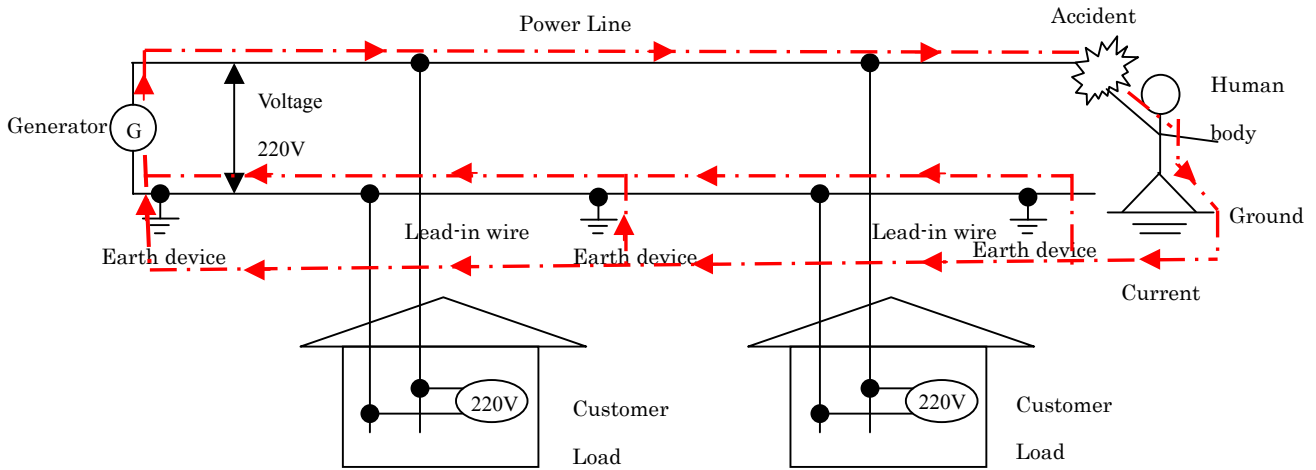 Accident
Power Line
Human
body
Voltage
220V
Generator
G
Ground
Lead-in wire
Lead-in wire
Earth device
Earth device
Earth device
Current
220V
Customer
Load
220V
Customer
Load